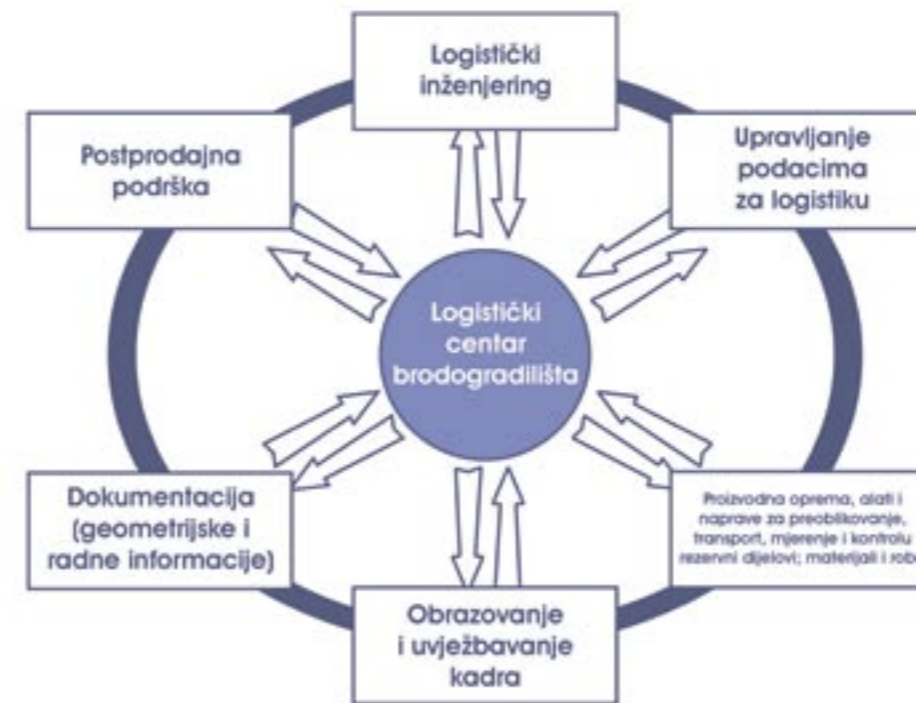 Logistički
inženjering
Postprodajna
podrška
Upravljanje
podacima
za logistiku
Logistički
centar
brodogradilišta
Dokumentacija
(geometrijske i
radne informacije)
Proizvodna oprema, alati i
naprave za preoblikovanje,
transport, mjerenje i kontrolu
rezervni dijelovi; materijali i robe
Obrazovanje
i uvježbavanje
kadra